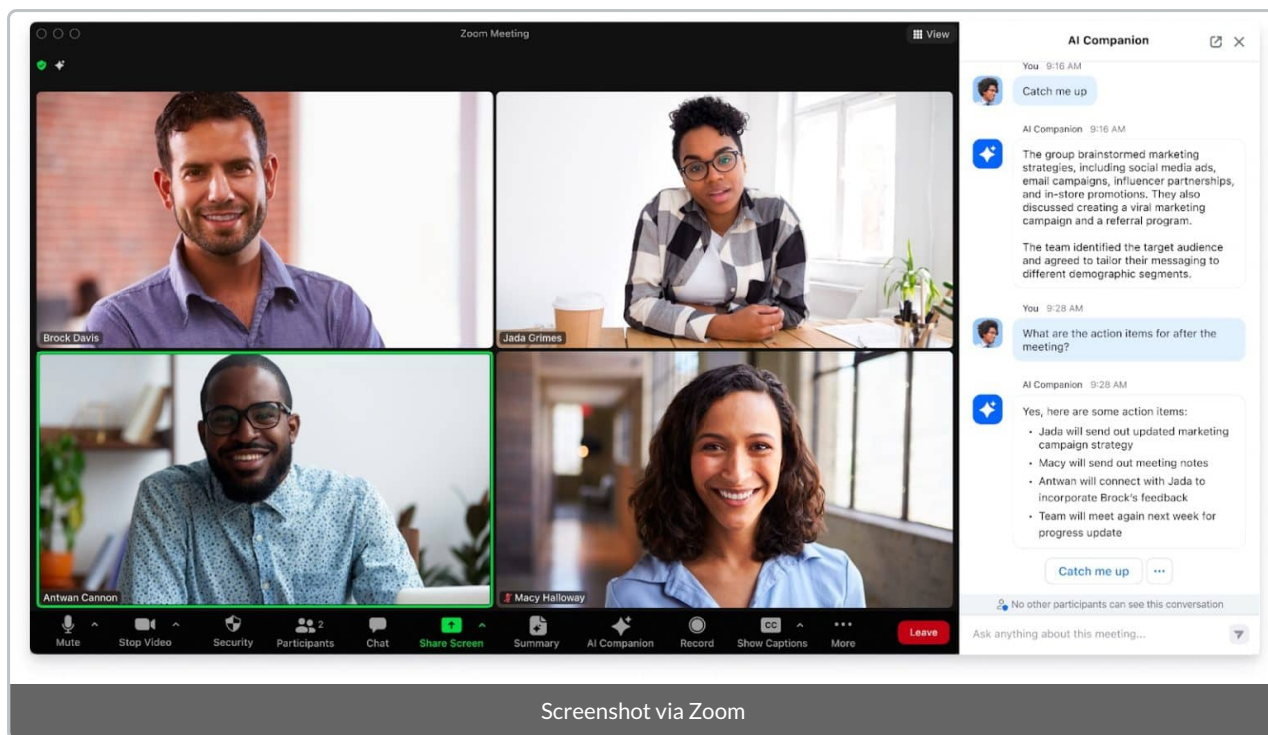 Zoom Meeting
View
Brock Davis
Jada Grimes
Antwan Cannon
Macy Halloway
Mute
Stop Video
Security
Participants
2
Chat
Share Screen
Summary
AI Companion
Record
CC
Show Captions
More
Leave
AI Companion
You 9:16 AM
Catch me up
AI Companion 9:16 AM
The group brainstormed marketing
strategies, including social media ads,
email campaigns, influencer partnerships,
and in-store promotions. They also
discussed creating a viral marketing
campaign and a referral program.
The team identified the target audience
and agreed to tailor their messaging to
different demographic segments.
You 9:28 AM
What are the action items for after the
meeting?
AI Companion 9:28 AM
Yes, here are some action items:
• Jada will send out updated marketing
campaign strategy
• Macy will send out meeting notes
• Antwan will connect with Jada to
incorporate Brock's feedback
• Team will meet again next week for
progress update
Catch me up
No other participants can see this conversation
Ask anything about this meeting...
Screenshot via Zoom